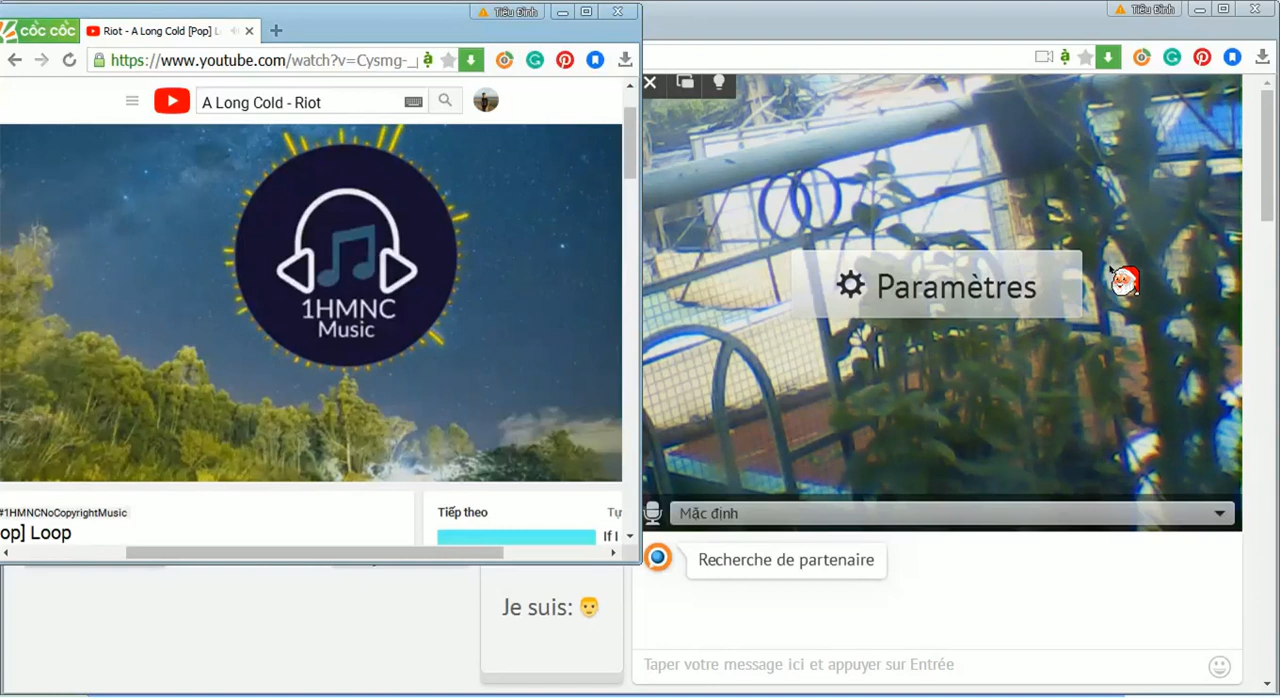 Tiêu Đình
Tiêu Đình
cốc cốc
Riot - A Long Cold [Pop] L
https://www.youtube.com/watch?v=Cysmg-_
A Long Cold - Riot
1HMNC
Music
#1HMNCNoCopyrightMusic
op] Loop
Tiếp theo
Tự
If I
Je suis:
Paramètres
Mặc định
Recherche de partenaire
Taper votre message ici et appuyer sur Entrée